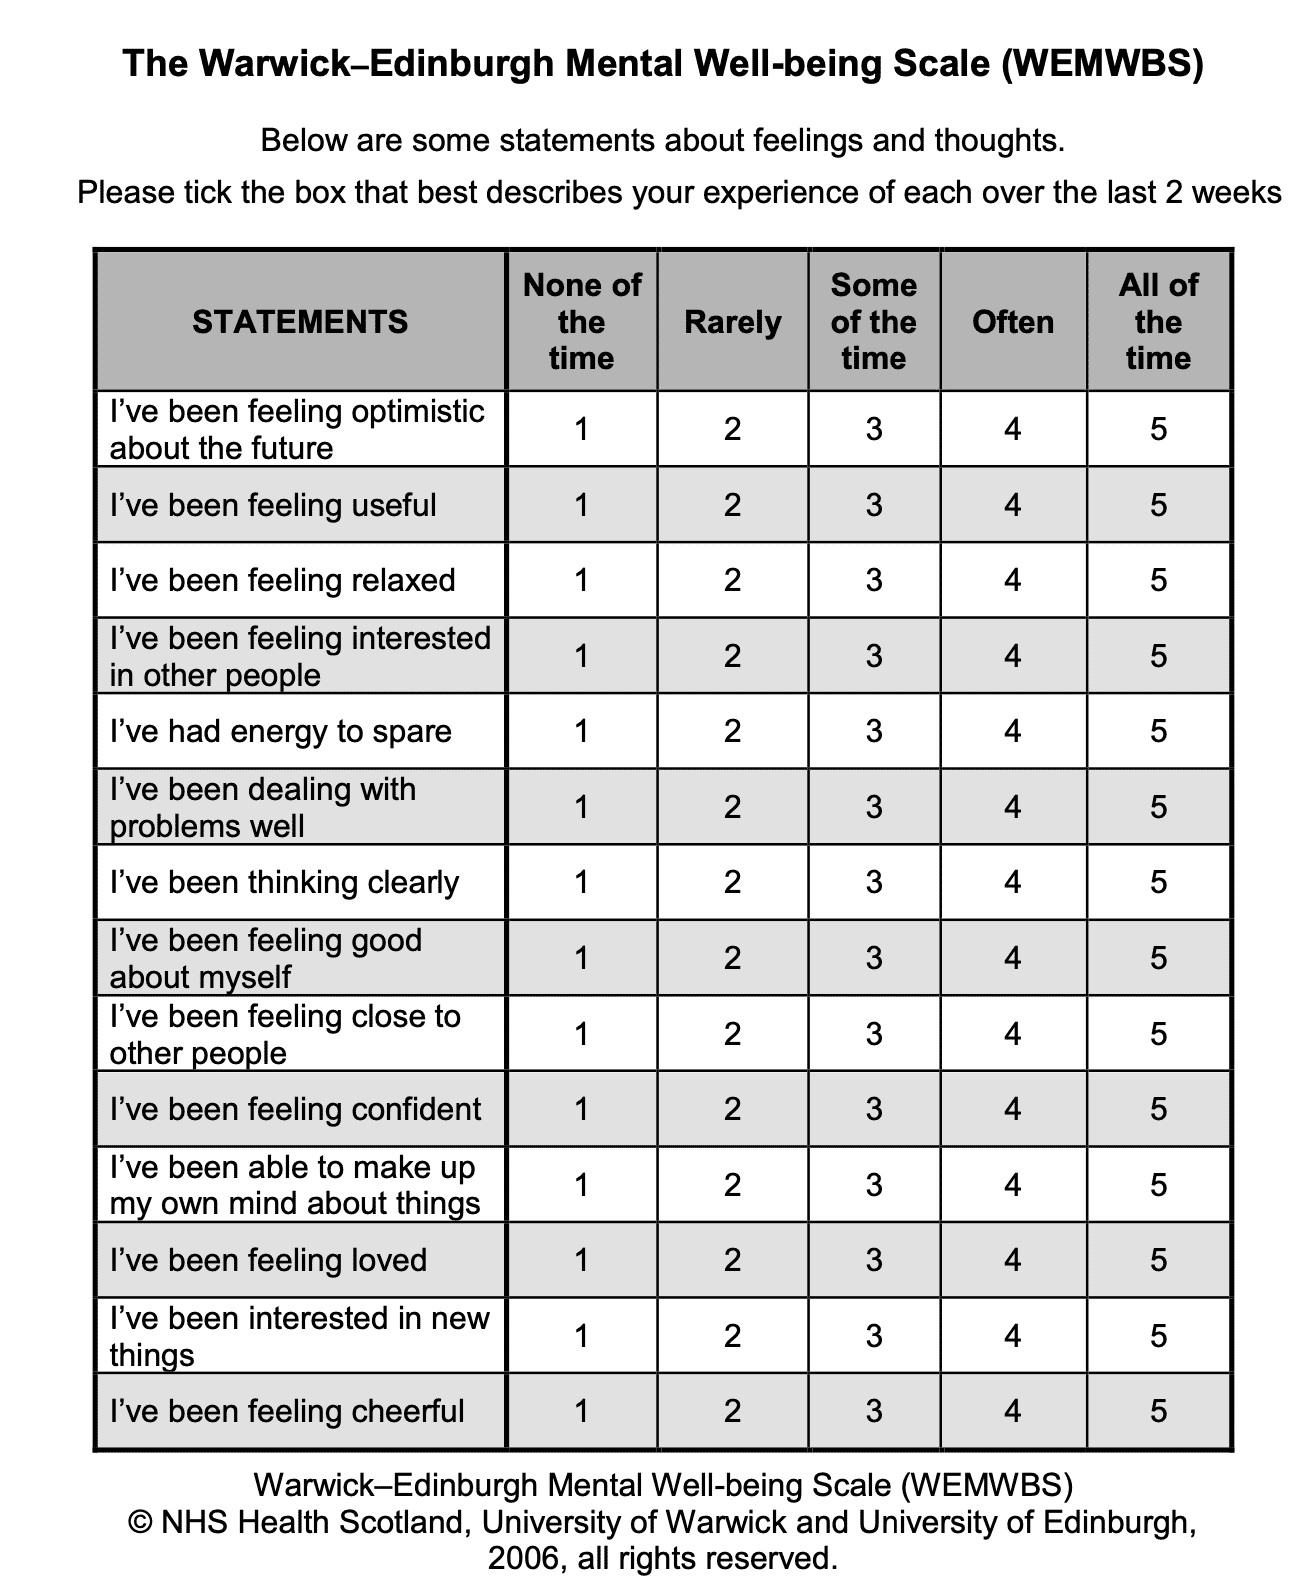 The Warwick–Edinburgh Mental Well-being Scale (WEMWBS)
Below are some statements about feelings and thoughts.
Please tick the box that best describes your experience of each over the last 2 weeks
STATEMENTS
None of
the
time
Rarely
Some
of the
time
Often
All of
the
time
I’ve been feeling optimistic
about the future
1 2 3 4 5
I’ve been feeling useful 1 2 3 4 5
I’ve been feeling relaxed 1 2 3 4 5
I’ve been feeling interested
in other people
1 2 3 4 5
I’ve had energy to spare 1 2 3 4 5
I’ve been dealing with
problems well
1 2 3 4 5
I’ve been thinking clearly 1 2 3 4 5
I’ve been feeling good
about myself
1 2 3 4 5
I’ve been feeling close to
other people
1 2 3 4 5
I’ve been feeling confident 1 2 3 4 5
I’ve been able to make up
my own mind about things
1 2 3 4 5
I’ve been feeling loved 1 2 3 4 5
I’ve been interested in new
things
1 2 3 4 5
I’ve been feeling cheerful 1 2 3 4 5
Warwick–Edinburgh Mental Well-being Scale (WEMWBS)
© NHS Health Scotland, University of Warwick and University of Edinburgh,
2006, all rights reserved.